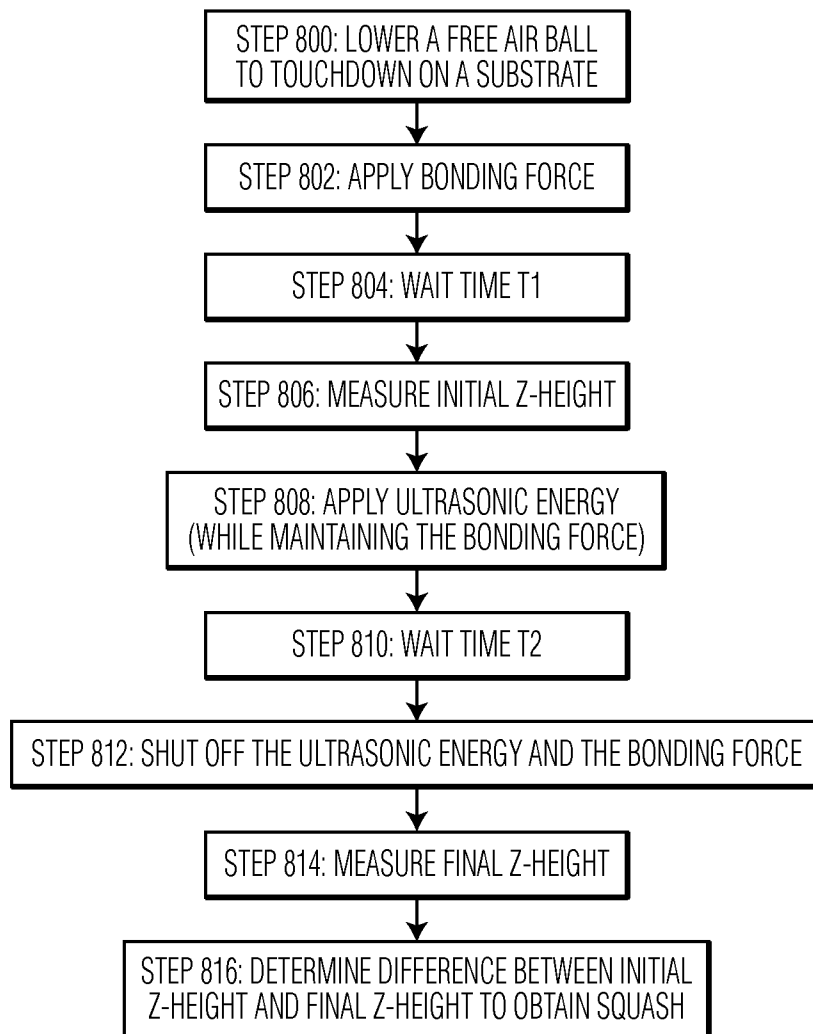 STEP 800: LOWER A FREE AIR BALL
TO TOUCHDOWN ON A SUBSTRATE
STEP 802: APPLY BONDING FORCE
STEP 804: WAIT TIME T1
STEP 806: MEASURE INITIAL Z-HEIGHT
STEP 808: APPLY ULTRASONIC ENERGY
(WHILE MAINTAINING THE BONDING FORCE)
STEP 810: WAIT TIME T2
STEP 812: SHUT OFF THE ULTRASONIC ENERGY AND THE BONDING FORCE
STEP 814: MEASURE FINAL Z-HEIGHT
STEP 816: DETERMINE DIFFERENCE BETWEEN INITIAL
Z-HEIGHT AND FINAL Z-HEIGHT TO OBTAIN SQUASH